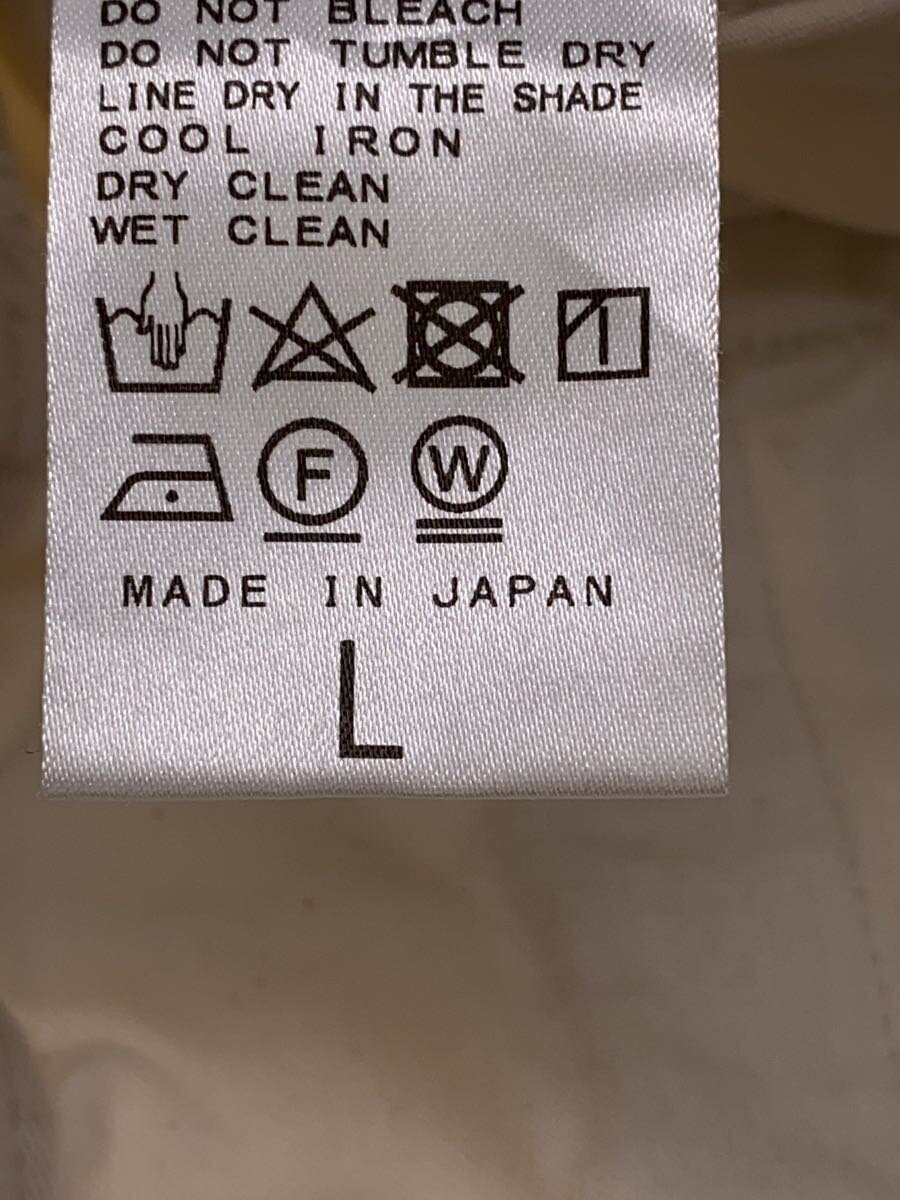 DO NOT BLEACH
DO NOT TUMBLE DRY
LINE DRY IN THE SHADE
COOL IRON
DRY CLEAN
WET CLEAN
F W
MADE IN JAPAN
L